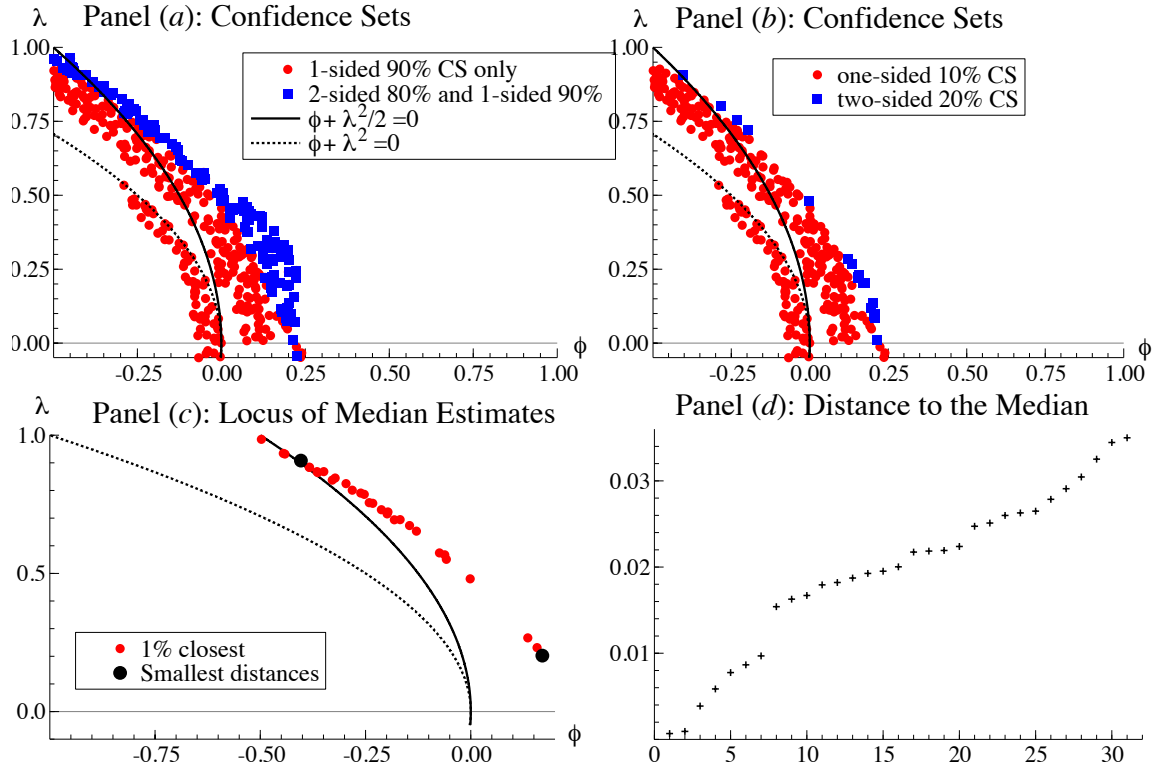 λ Panel (a): Confidence Sets
1.00
0.75
0.50
0.25
0.00
-0.25 0.00 0.25 0.50 0.75 1.00
ϕ
1-sided 90% CS only
2-sided 80% and 1-sided 90%
ϕ+ λ²/2 =0
ϕ+ λ² =0
λ Panel (b): Confidence Sets
1.00
0.75
0.50
0.25
0.00
-0.25 0.00 0.25 0.50 0.75 1.00
ϕ
one-sided 10% CS
two-sided 20% CS
λ Panel (c): Locus of Median Estimates
1.0
0.5
0.0
-0.75 -0.50 -0.25 0.00
ϕ
1% closest
Smallest distances
Panel (d): Distance to the Median
0.03
0.02
0.01
0 5 10 15 20 25 30